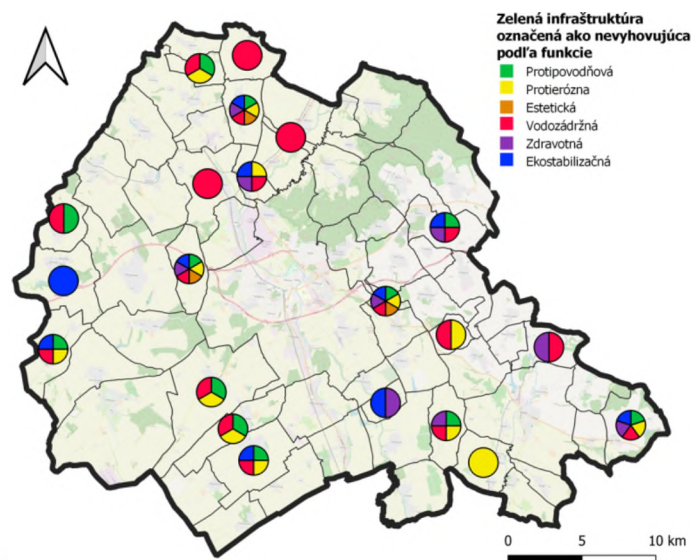 Zelená infraštruktúra
označená ako nevyhovujúca
podľa funkcie
Protipovodňová
Protierózna
Estetická
Vodozádržná
Zdravotná
Ekostabilizačná
0 5 10 km